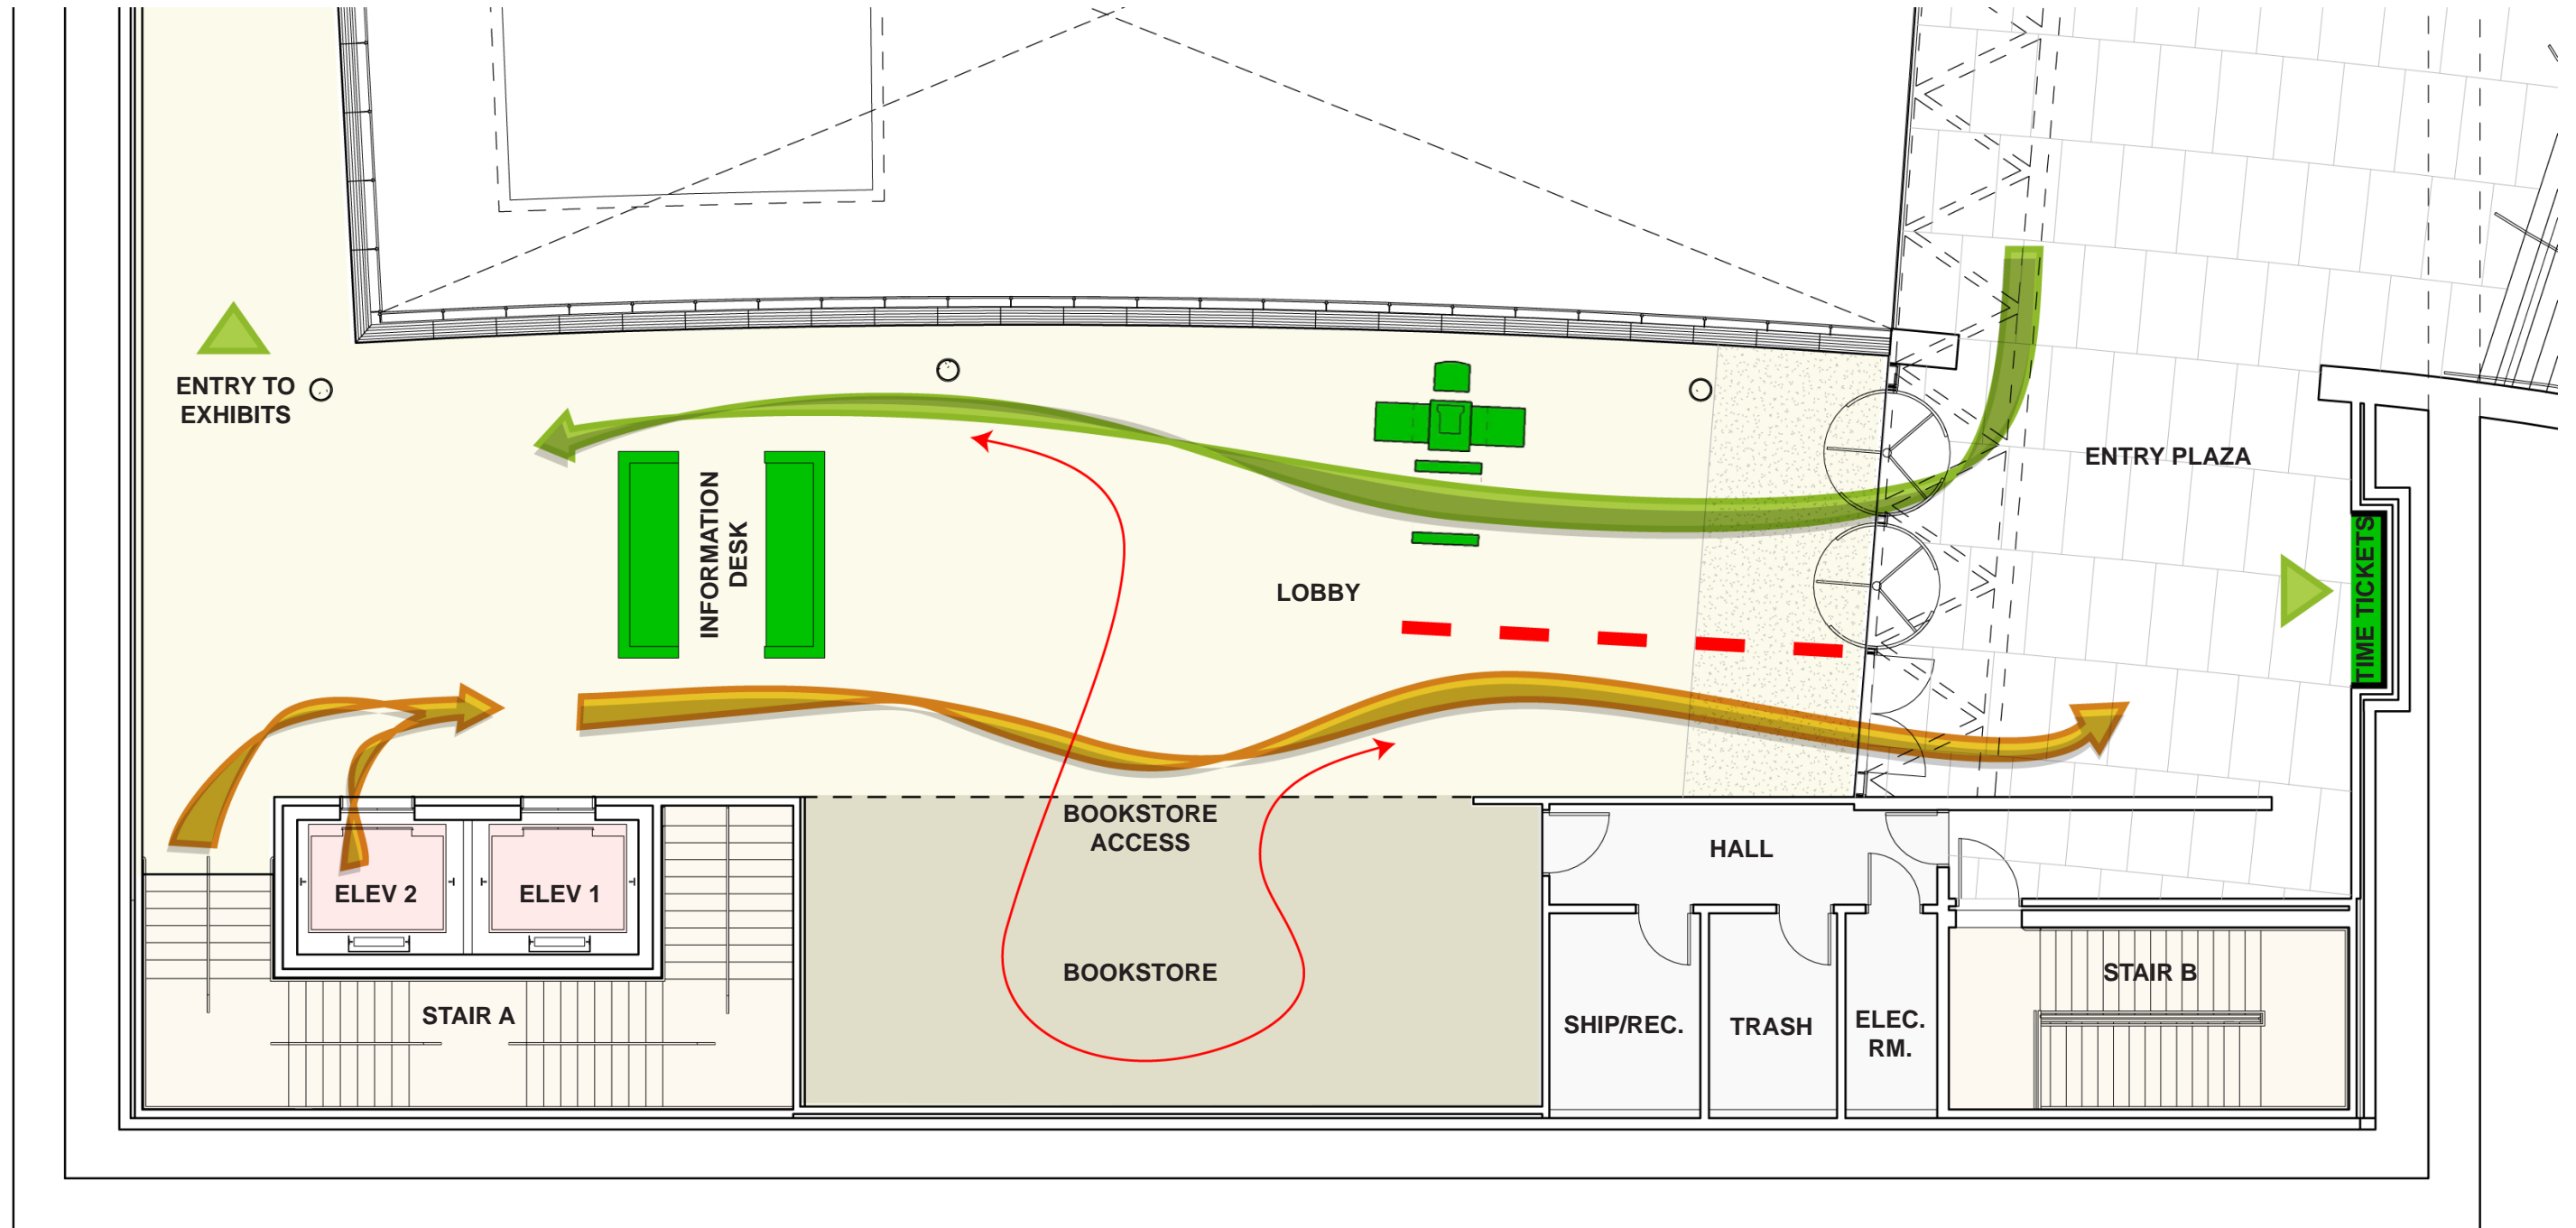 ENTRY TO
EXHIBITS
INFORMATION
DESK
LOBBY
ENTRY PLAZA
TIME TICKETS
BOOKSTORE
ACCESS
BOOKSTORE
HALL
ELEV 2
ELEV 1
STAIR A
SHIP/REC.
TRASH
ELEC.
RM.
STAIR B